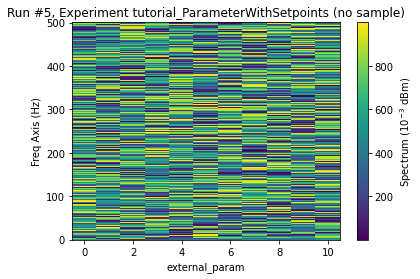 Run #5, Experiment tutorial_ParameterWithSetpoints (no sample)
500
400
300
200
100
0
Freq Axis (Hz)
0 2 4 6 8 10
external_param
800
600
400
200
Spectrum (10⁻³ dBm)